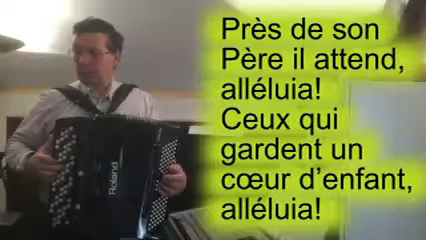 Près de son
Père il attend,
alléluia!
Ceux qui
gardent un
cœur d’enfant,
alléluia!
Roland